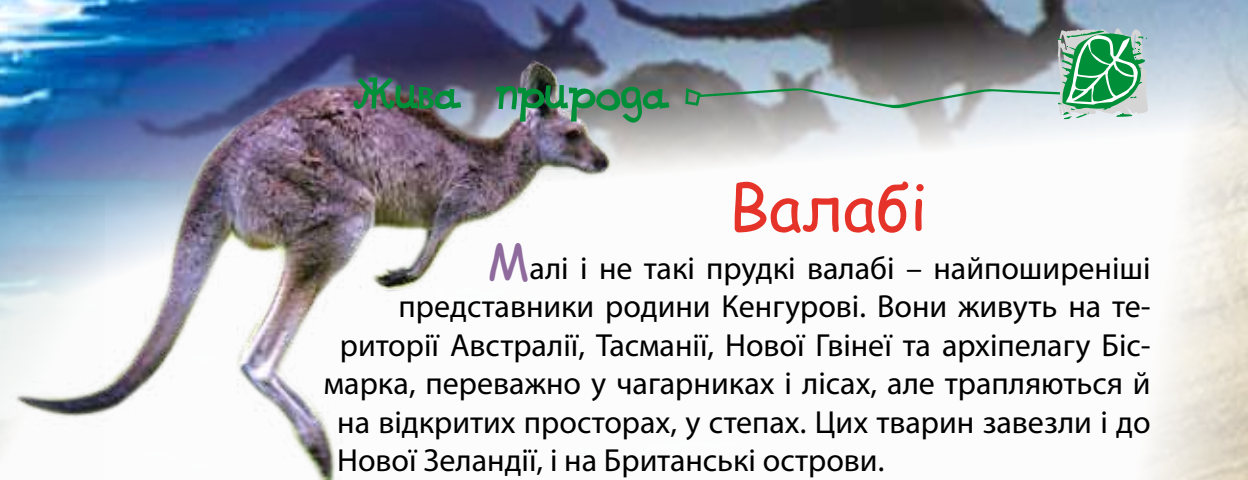 Жива природа
Валабі
Малі і не такі прудкі валабі – найпоширеніші
представники родини Кенгурові. Вони живуть на те-
риторії Австралії, Тасманії, Нової Гвінеї та архіпелагу Біс-
марка, переважно у чагарниках і лісах, але трапляються й
на відкритих просторах, у степах. Цих тварин завезли і до
Нової Зеландії, і на Британські острови.